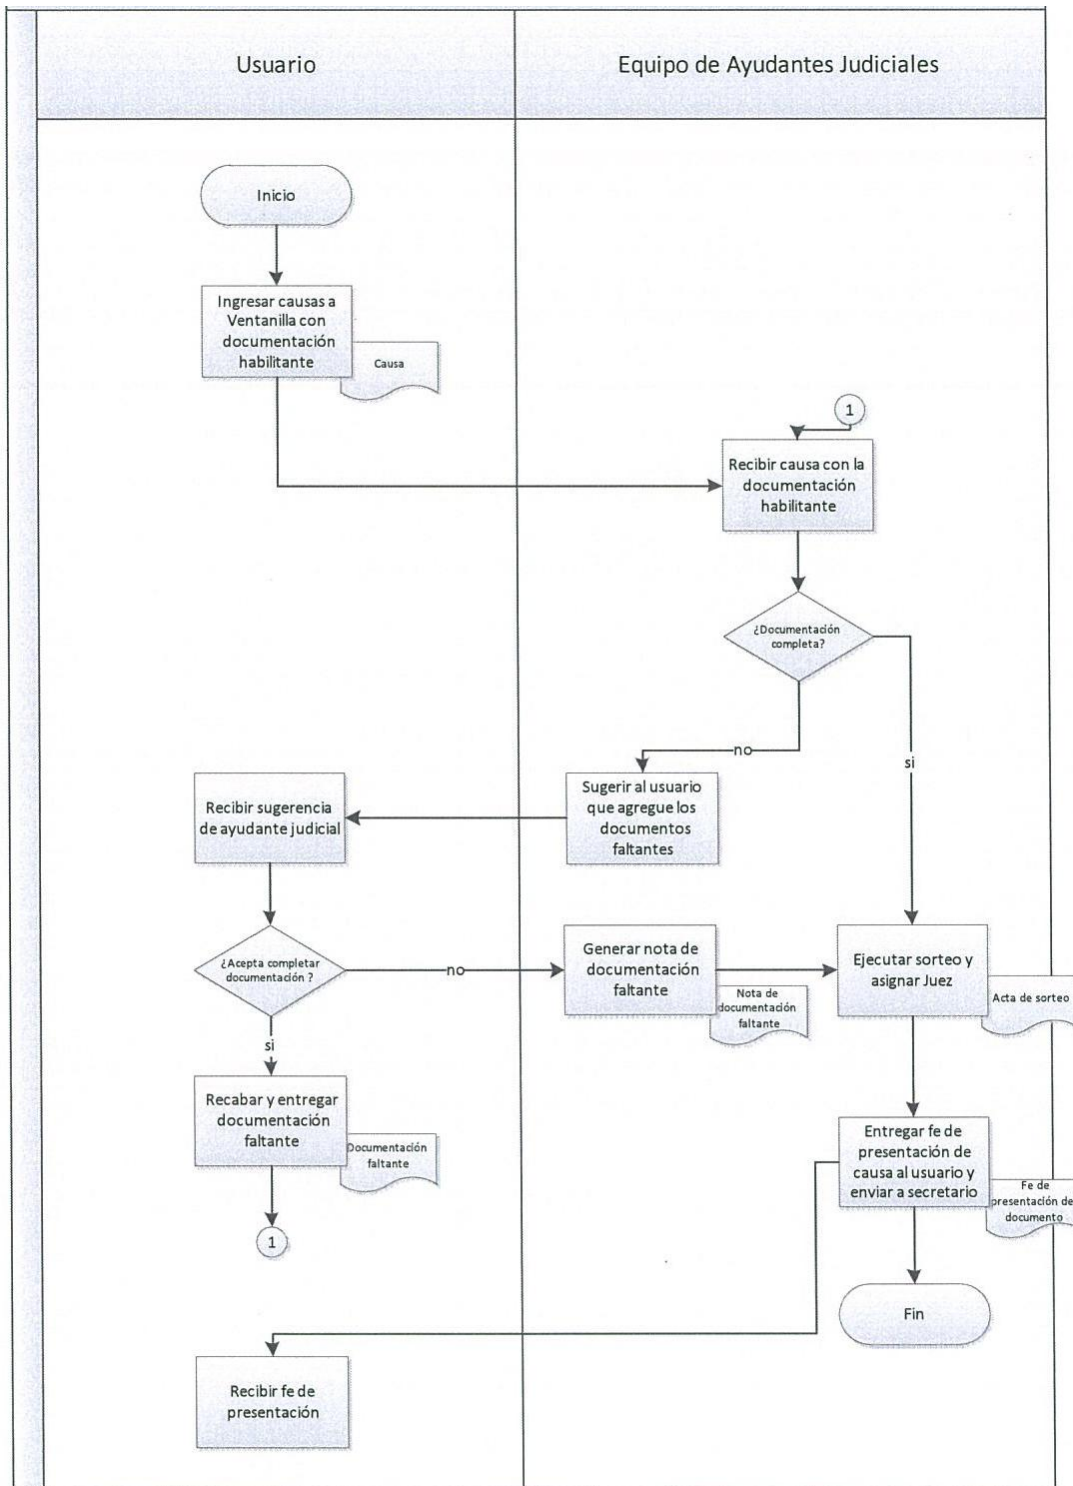 Usuario
Equipo de Ayudantes Judiciales
Inicio
Ingresar causas a
Ventanilla con
documentación
habilitante
Causa
1
Recibir causa con la
documentación
habilitante
¿Documentación
completa?
no
si
Sugerir al usuario
que agregue los
documentos
faltantes
Recibir sugerencia
de ayudante judicial
¿Acepta completar
documentación ?
no
Generar nota de
documentación
faltante
Nota de
documentación
faltante
Ejecutar sorteo y
asignar Juez
Acta de sorteo
si
Recabar y entregar
documentación
faltante
Documentación
faltante
1
Entregar fe de
presentación de
causa al usuario y
enviar a secretario
Fe de
presentación de
documento
Fin
Recibir fe de
presentación